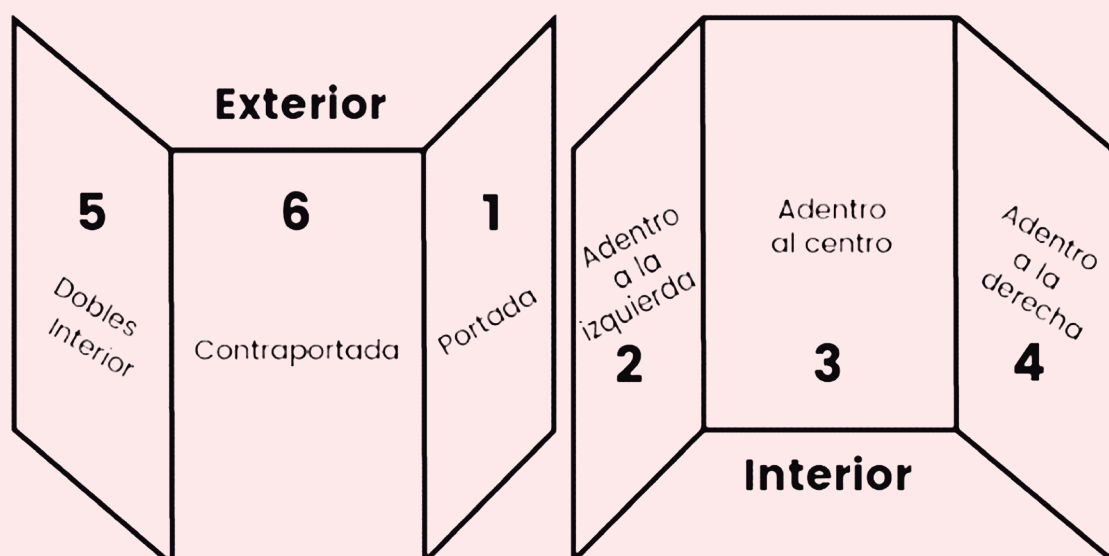 Exterior
5
Dobles
Interior
6
Contraportada
1
Portada
Adentro
a la
izquierda
2
Adentro
al centro
3
Adentro
a la
derecha
4
Interior